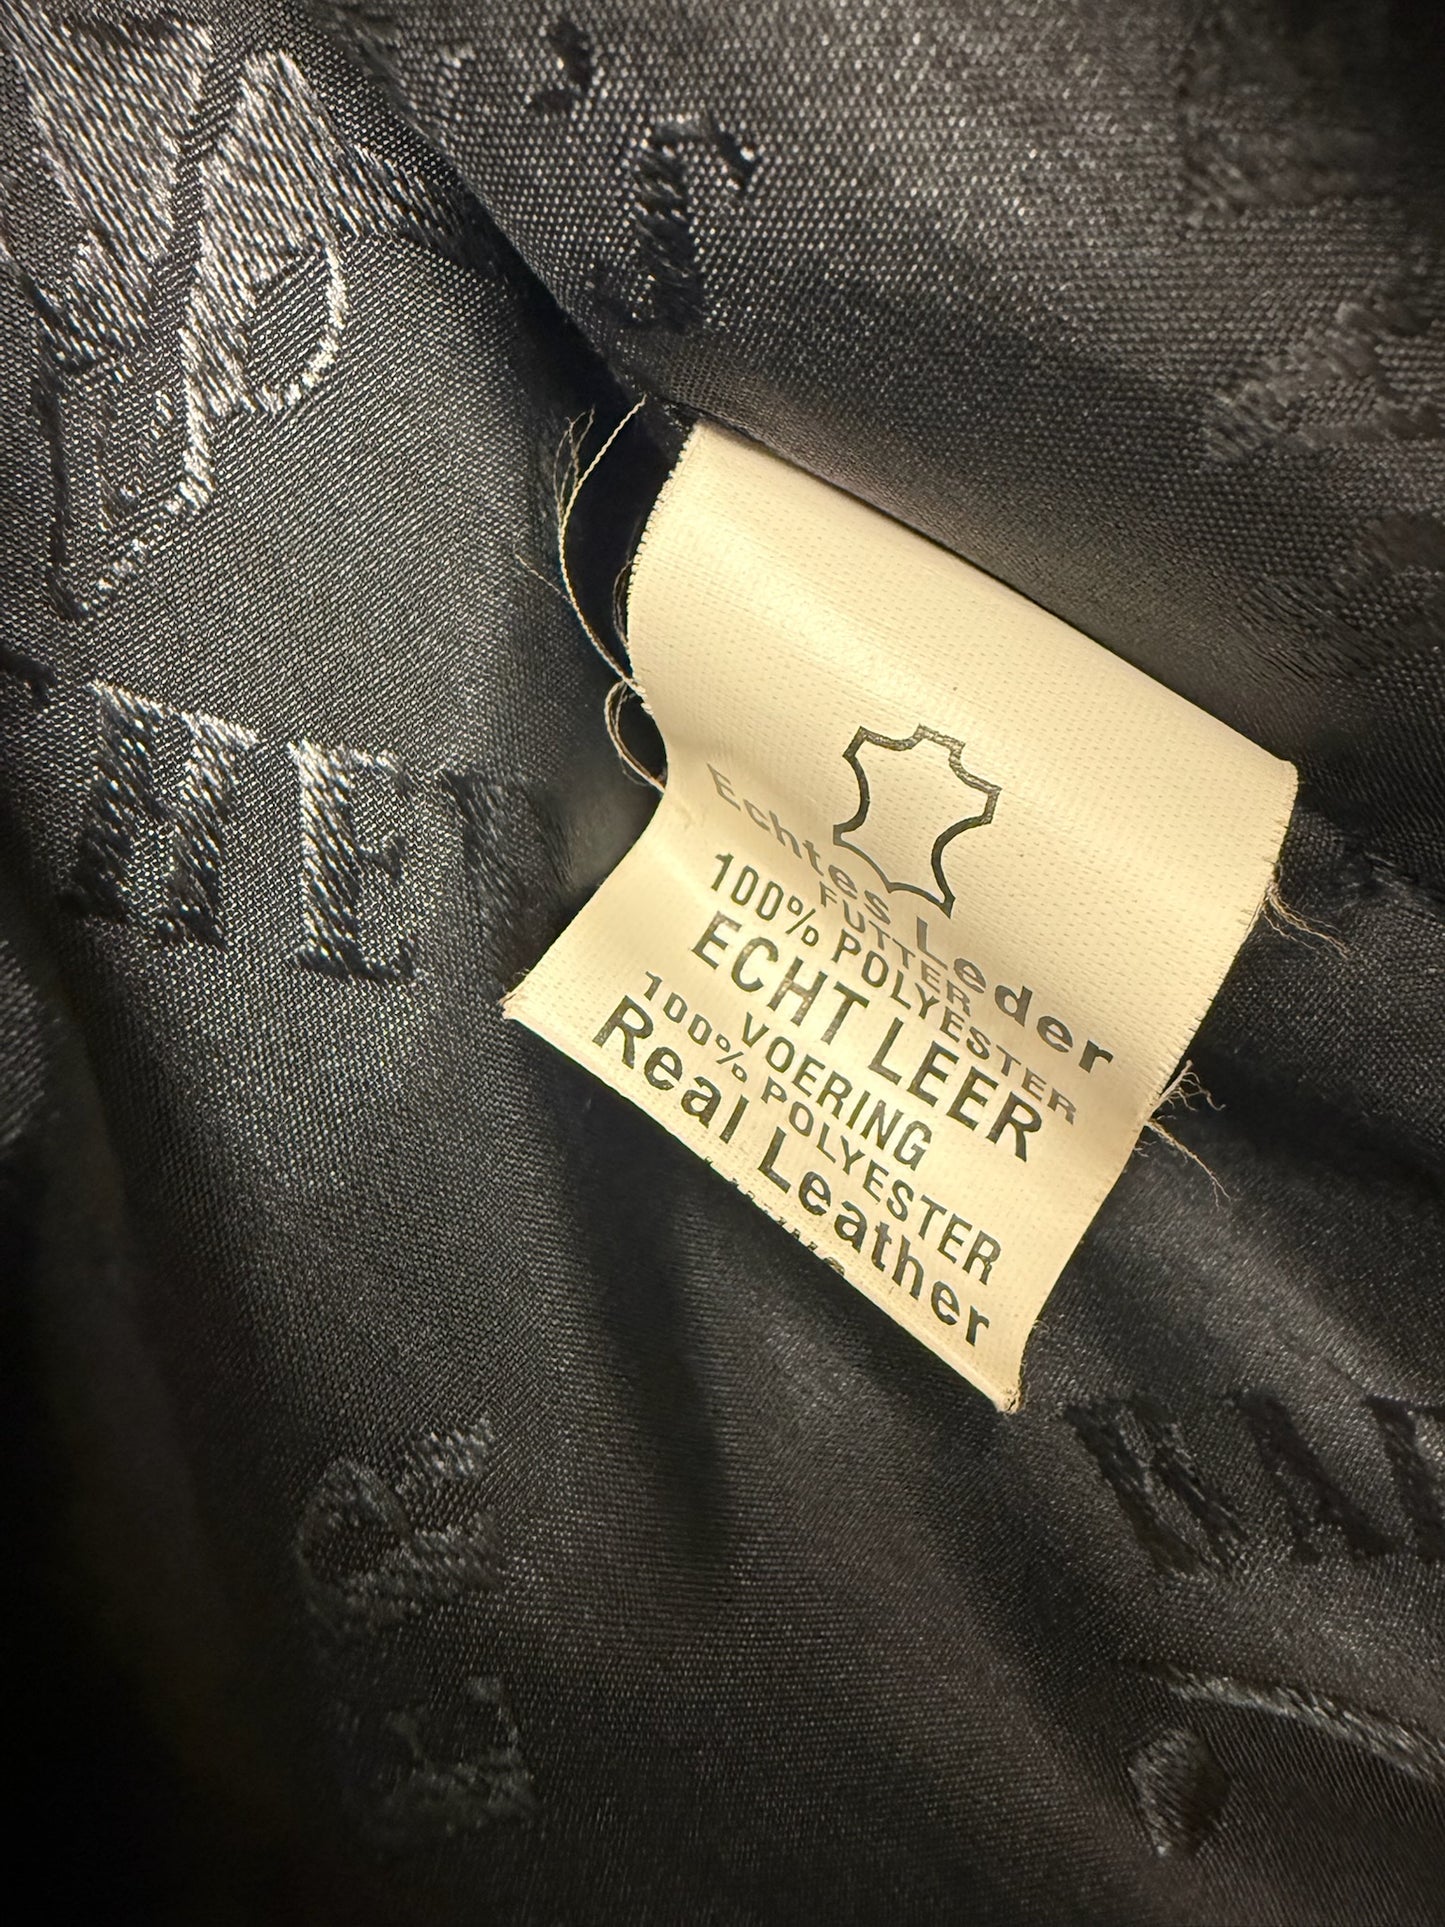 Echtes Leder
FUTTER
100% POLYESTER
ECHT LEER
VOERING
100% POLYESTER
Real Leather